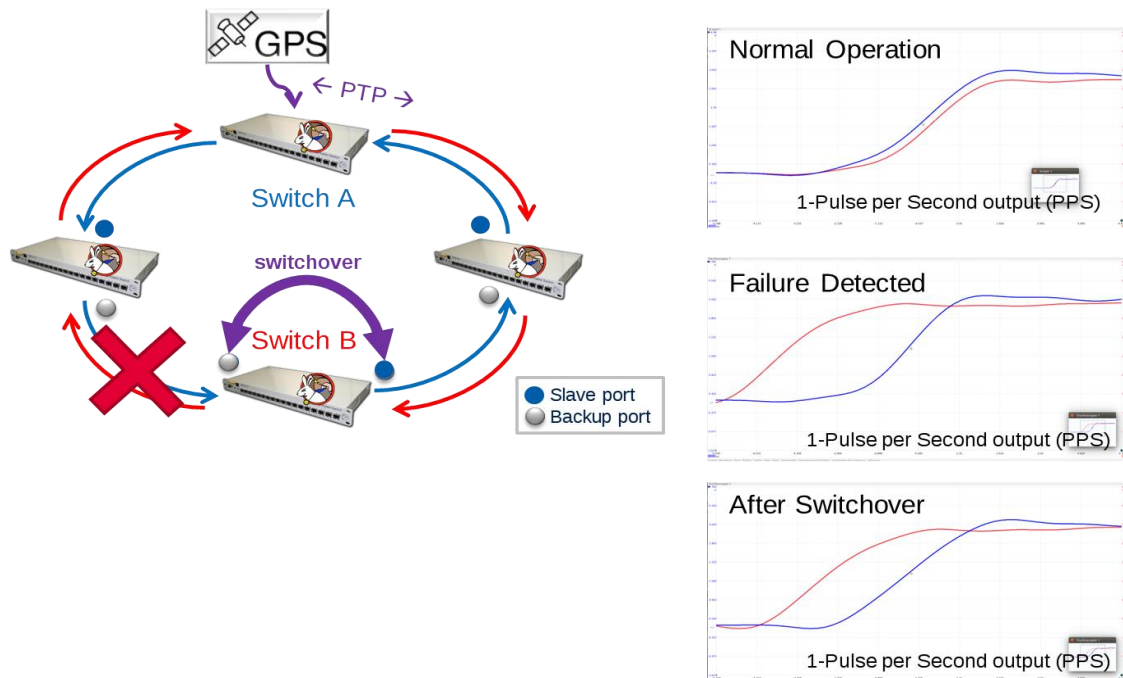 GPS
← PTP →
Switch A
switchover
Switch B
Slave port
Backup port
Normal Operation
1-Pulse per Second output (PPS)
Failure Detected
1-Pulse per Second output (PPS)
After Switchover
1-Pulse per Second output (PPS)